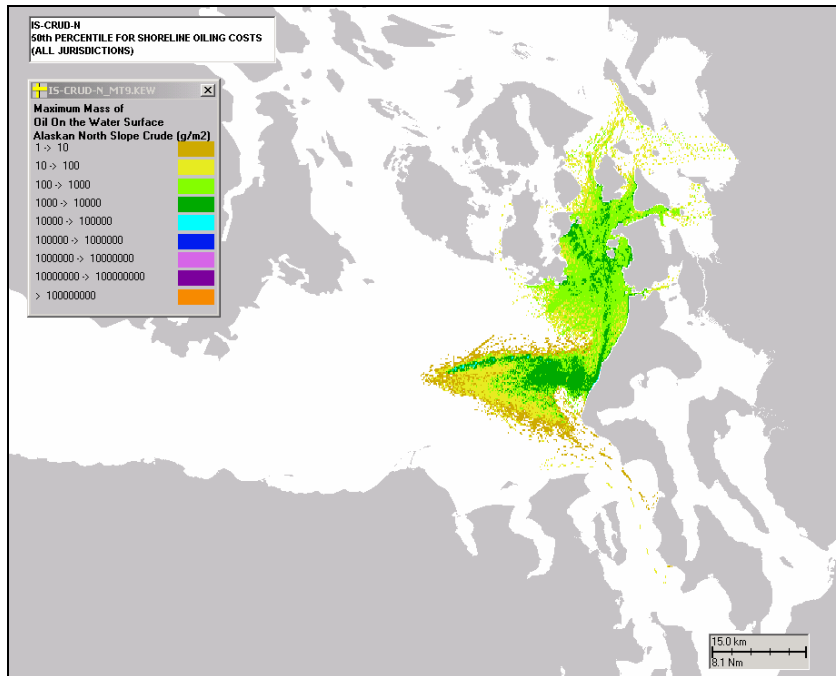 IS-CRUD-N
50th PERCENTILE FOR SHORELINE OILING COSTS
(ALL JURISDICTIONS)
IS-CRUD-N_MT9.KEW
Maximum Mass of
Oil On the Water Surface
Alaskan North Slope Crude (g/m2)
1 -> 10
10 -> 100
100 -> 1000
1000 -> 10000
10000 -> 100000
100000 -> 1000000
1000000 -> 10000000
10000000 -> 100000000
> 100000000
15.0 km
8.1 Nm